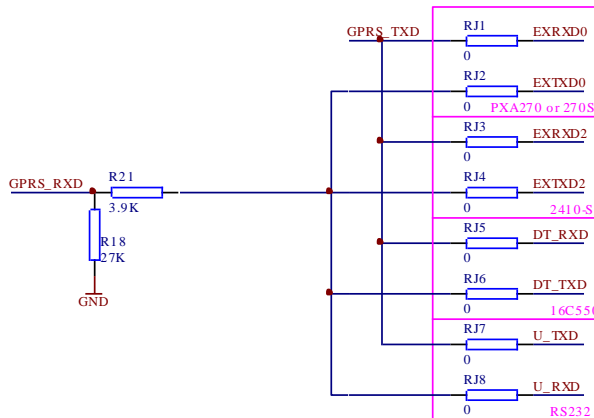 GPRS_TXD
RJ1
EXRXD0
0
RJ2
EXTXD0
0
PXA270 or 270S
RJ3
EXRXD2
0
GPRS_RXD
R21
3.9K
RJ4
EXTXD2
0
2410-S
R18
27K
GND
RJ5
DT_RXD
0
RJ6
DT_TXD
0
16C550
RJ7
U_TXD
0
RJ8
U_RXD
0
RS232